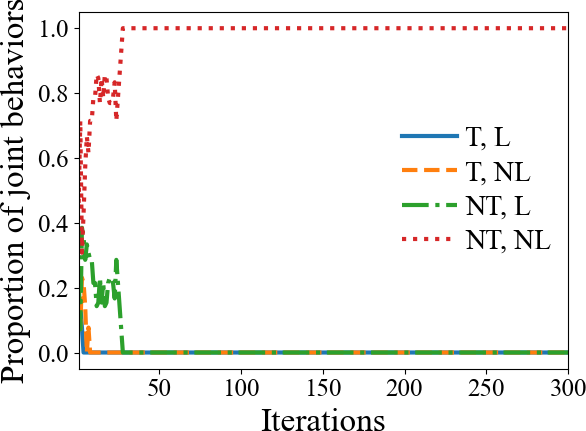 Proportion of joint behaviors
1.0
0.8
0.6
0.4
0.2
0.0
T, L
T, NL
NT, L
NT, NL
50 100 150 200 250 300
Iterations